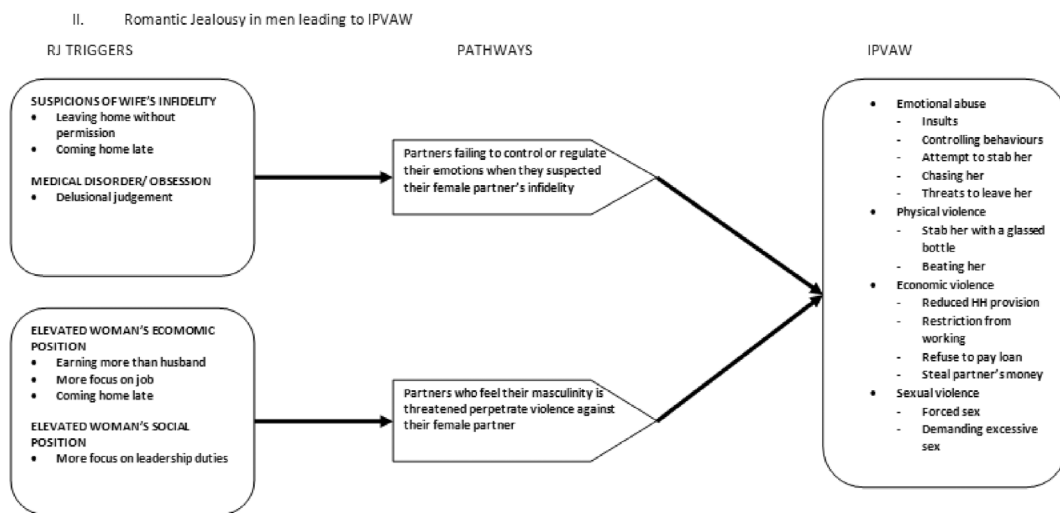 II. Romantic Jealousy in men leading to IPVAW
RJ TRIGGERS
PATHWAYS
IPVAW
SUSPICIONS OF WIFE'S INFIDELITY
• Leaving home without
permission
• Coming home late
MEDICAL DISORDER/ OBSESSION
• Delusional judgement
ELEVATED WOMAN'S ECOMOMIC
POSITION
• Earning more than husband
• More focus on job
• Coming home late
ELEVATED WOMAN'S SOCIAL
POSITION
• More focus on leadership duties
Partners failing to control or regulate
their emotions when they suspected
their female partner's infidelity
Partners who feel their masculinity is
threatened perpetrate violence against
their female partner
• Emotional abuse
- Insults
- Controlling behaviours
- Attempt to stab her
- Chasing her
- Threats to leave her
• Physical violence
- Stab her with a glassed
bottle
- Beating her
• Economic violence
- Reduced HH provision
- Restriction from
working
- Refuse to pay loan
- Steal partner's money
• Sexual violence
- Forced sex
- Demanding excessive
sex